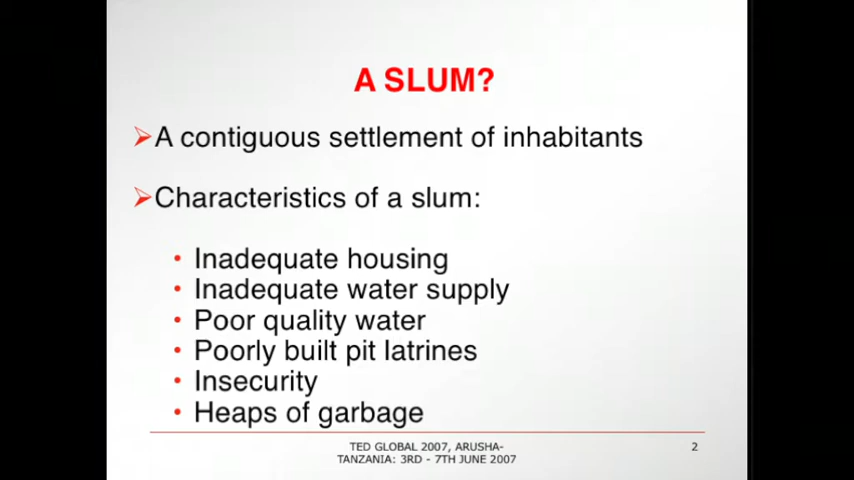 A SLUM?
➢A contiguous settlement of inhabitants
➢Characteristics of a slum:
• Inadequate housing
• Inadequate water supply
• Poor quality water
• Poorly built pit latrines
• Insecurity
• Heaps of garbage
TED GLOBAL 2007, ARUSHA-
TANZANIA: 3RD - 7TH JUNE 2007
2